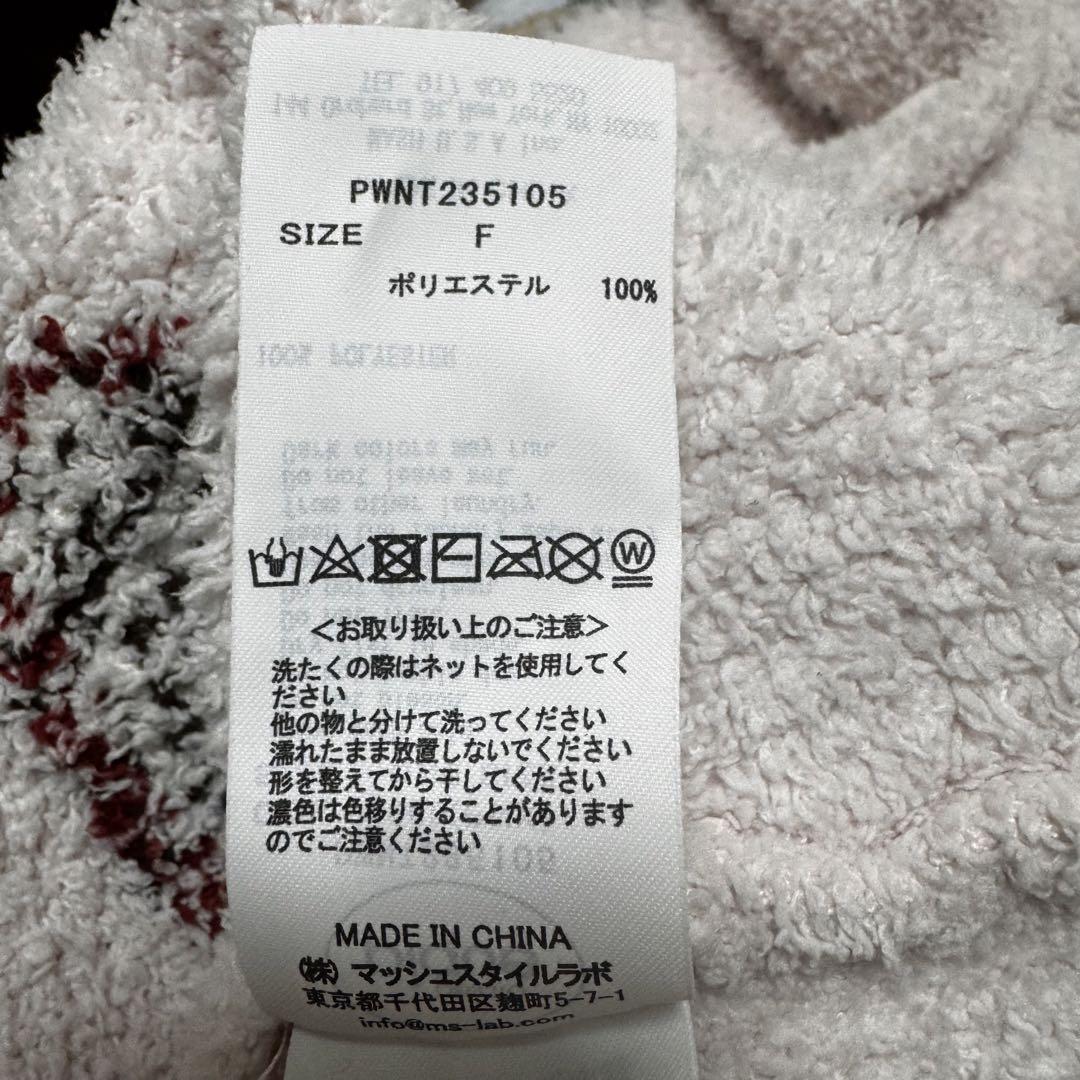 PWNT235105
SIZE F
ポリエステル 100%
W
<お取り扱い上のご注意>
洗たくの際はネットを使用してく
ださい
他の物と分けて洗ってください
濡れたまま放置しないでください
形を整えてから干してください
濃色は色移りすることがあります
のでご注意ください
MADE IN CHINA
(株) マッシュスタイルラボ
東京都千代田区麹町5-7-1
info@ms-lab.com